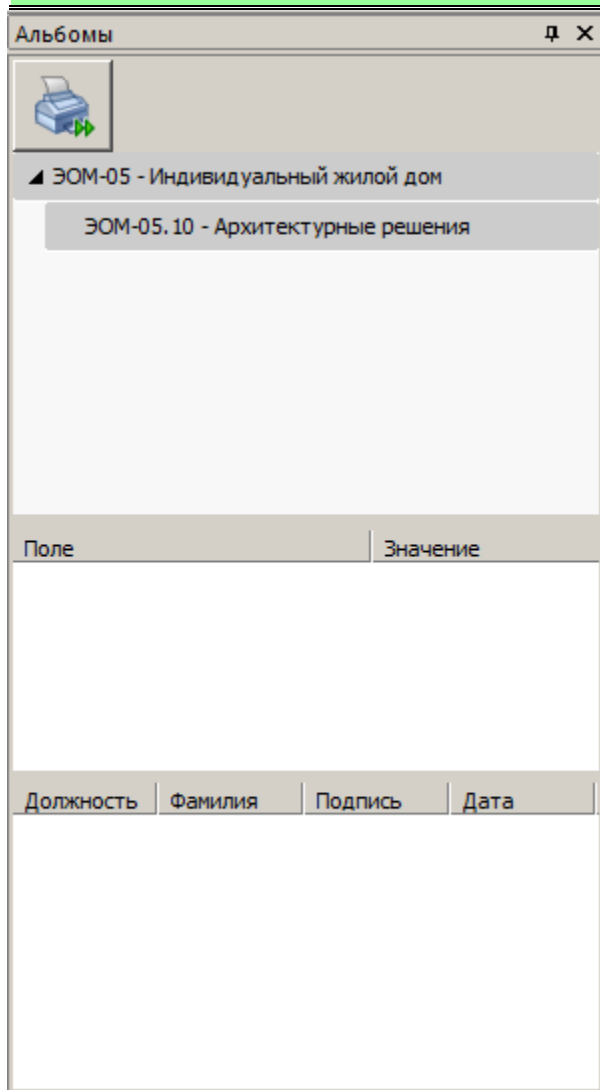 Альбомы
ЭОМ-05 - Индивидуальный жилой дом
ЭОМ-05.10 - Архитектурные решения
Поле Значение
Должность Фамилия Подпись Дата